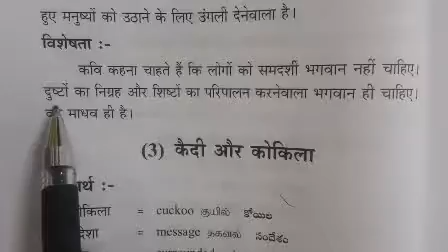 हुए मनुष्यों को उठाने के लिए उंगली देनेवाला है।
विशेषता :-
कवि कहना चाहते हैं कि लोगों को समदर्शी भगवान नहीं चाहिए।
दुष्टों का निग्रह और शिष्टों का परिपालन करनेवाला भगवान ही चाहिए।
माधव ही है।
(3) कैदी और कोकिला
= cuckoo குயில் కోయిల
= message தகவல் సందేశం